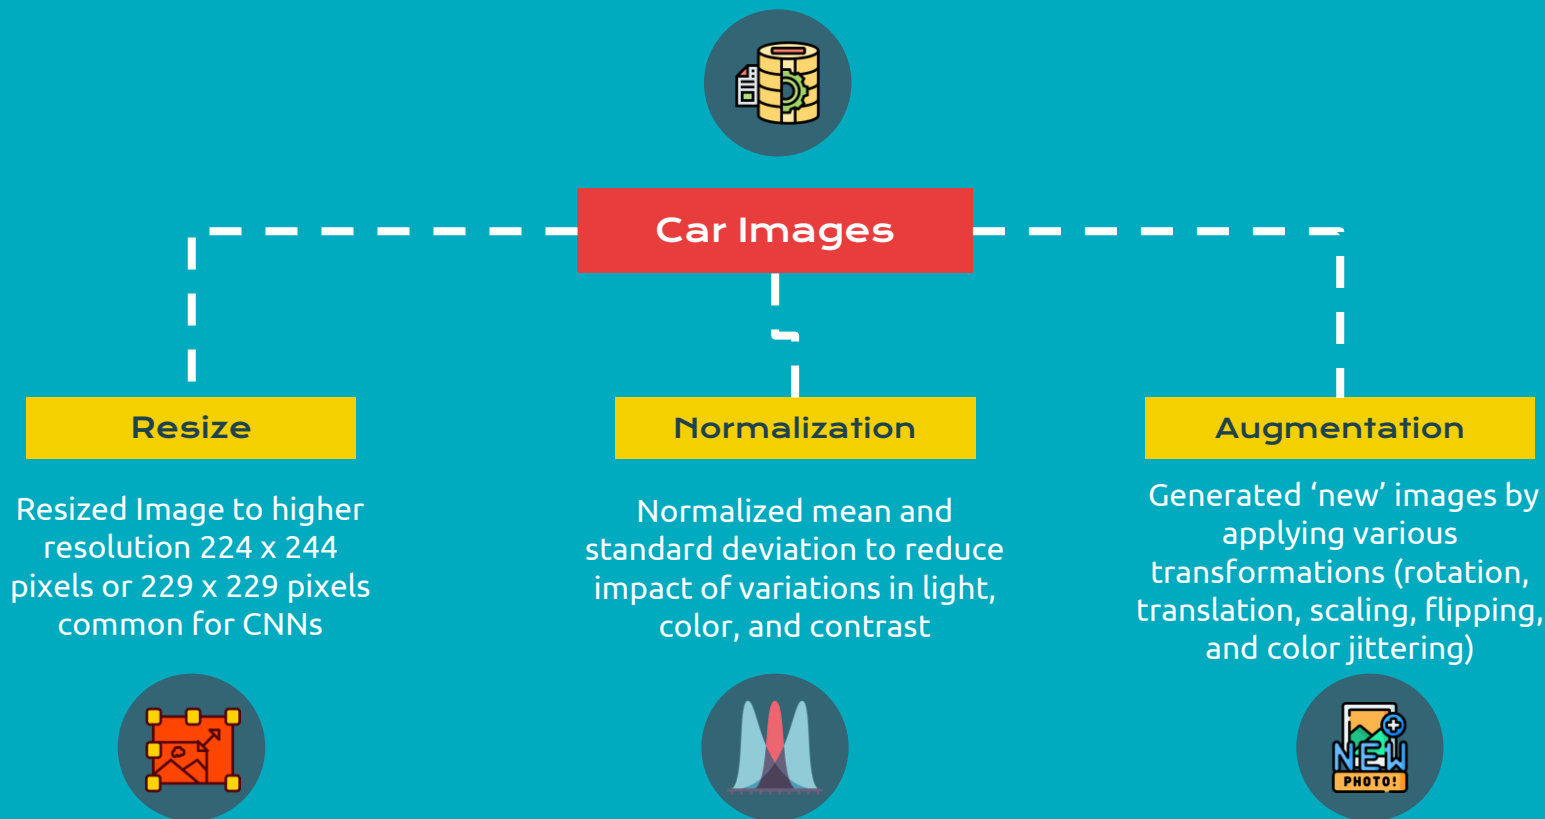 Car Images
Resize
Resized Image to higher
resolution 224 x 244
pixels or 229 x 229 pixels
common for CNNs
Normalization
Normalized mean and
standard deviation to reduce
impact of variations in light,
color, and contrast
Augmentation
Generated ‘new’ images by
applying various
transformations (rotation,
translation, scaling, flipping,
and color jittering)
NEW
PHOTO!